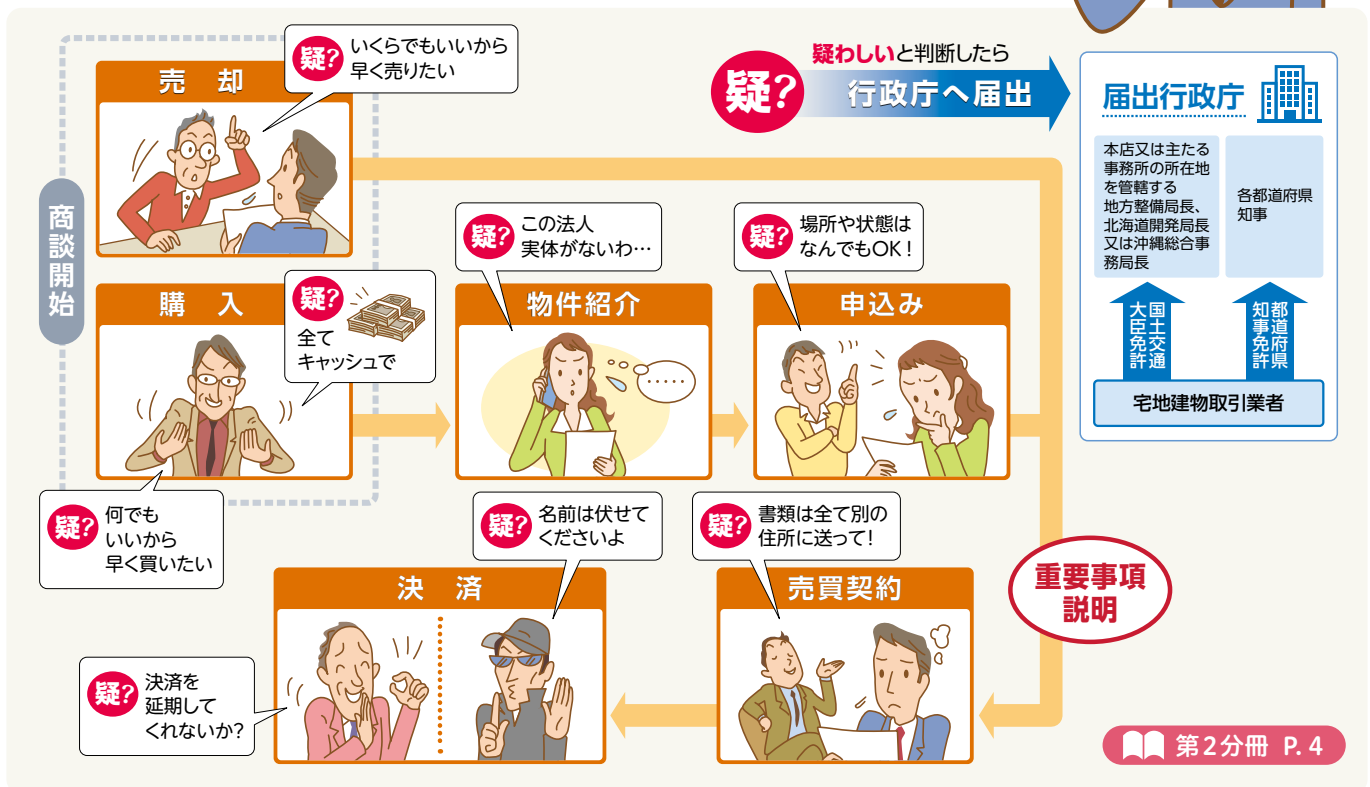 商談開始
売却
疑?
いくらでもいいから
早く売りたい
購入
疑?
全て
キャッシュで
疑?
何でも
いいから
早く買いたい
物件紹介
疑?
この法人
実体がないわ…
……
申込み
疑?
場所や状態は
なんでもOK!
重要事項
説明
売買契約
疑?
書類は全て別の
住所に送って!
決済
疑?
名前は伏せて
くださいよ
疑?
決済を
延期して
くれないか?
疑?
疑わしいと判断したら
行政庁へ届出
届出行政庁
本店又は主たる
事務所の所在地
を管轄する
地方整備局長、
北海道開発局長
又は沖縄総合事
務局長
各都道府県
知事
国土交通
大臣免許
都道府県
知事免許
宅地建物取引業者
第2分冊 P. 4